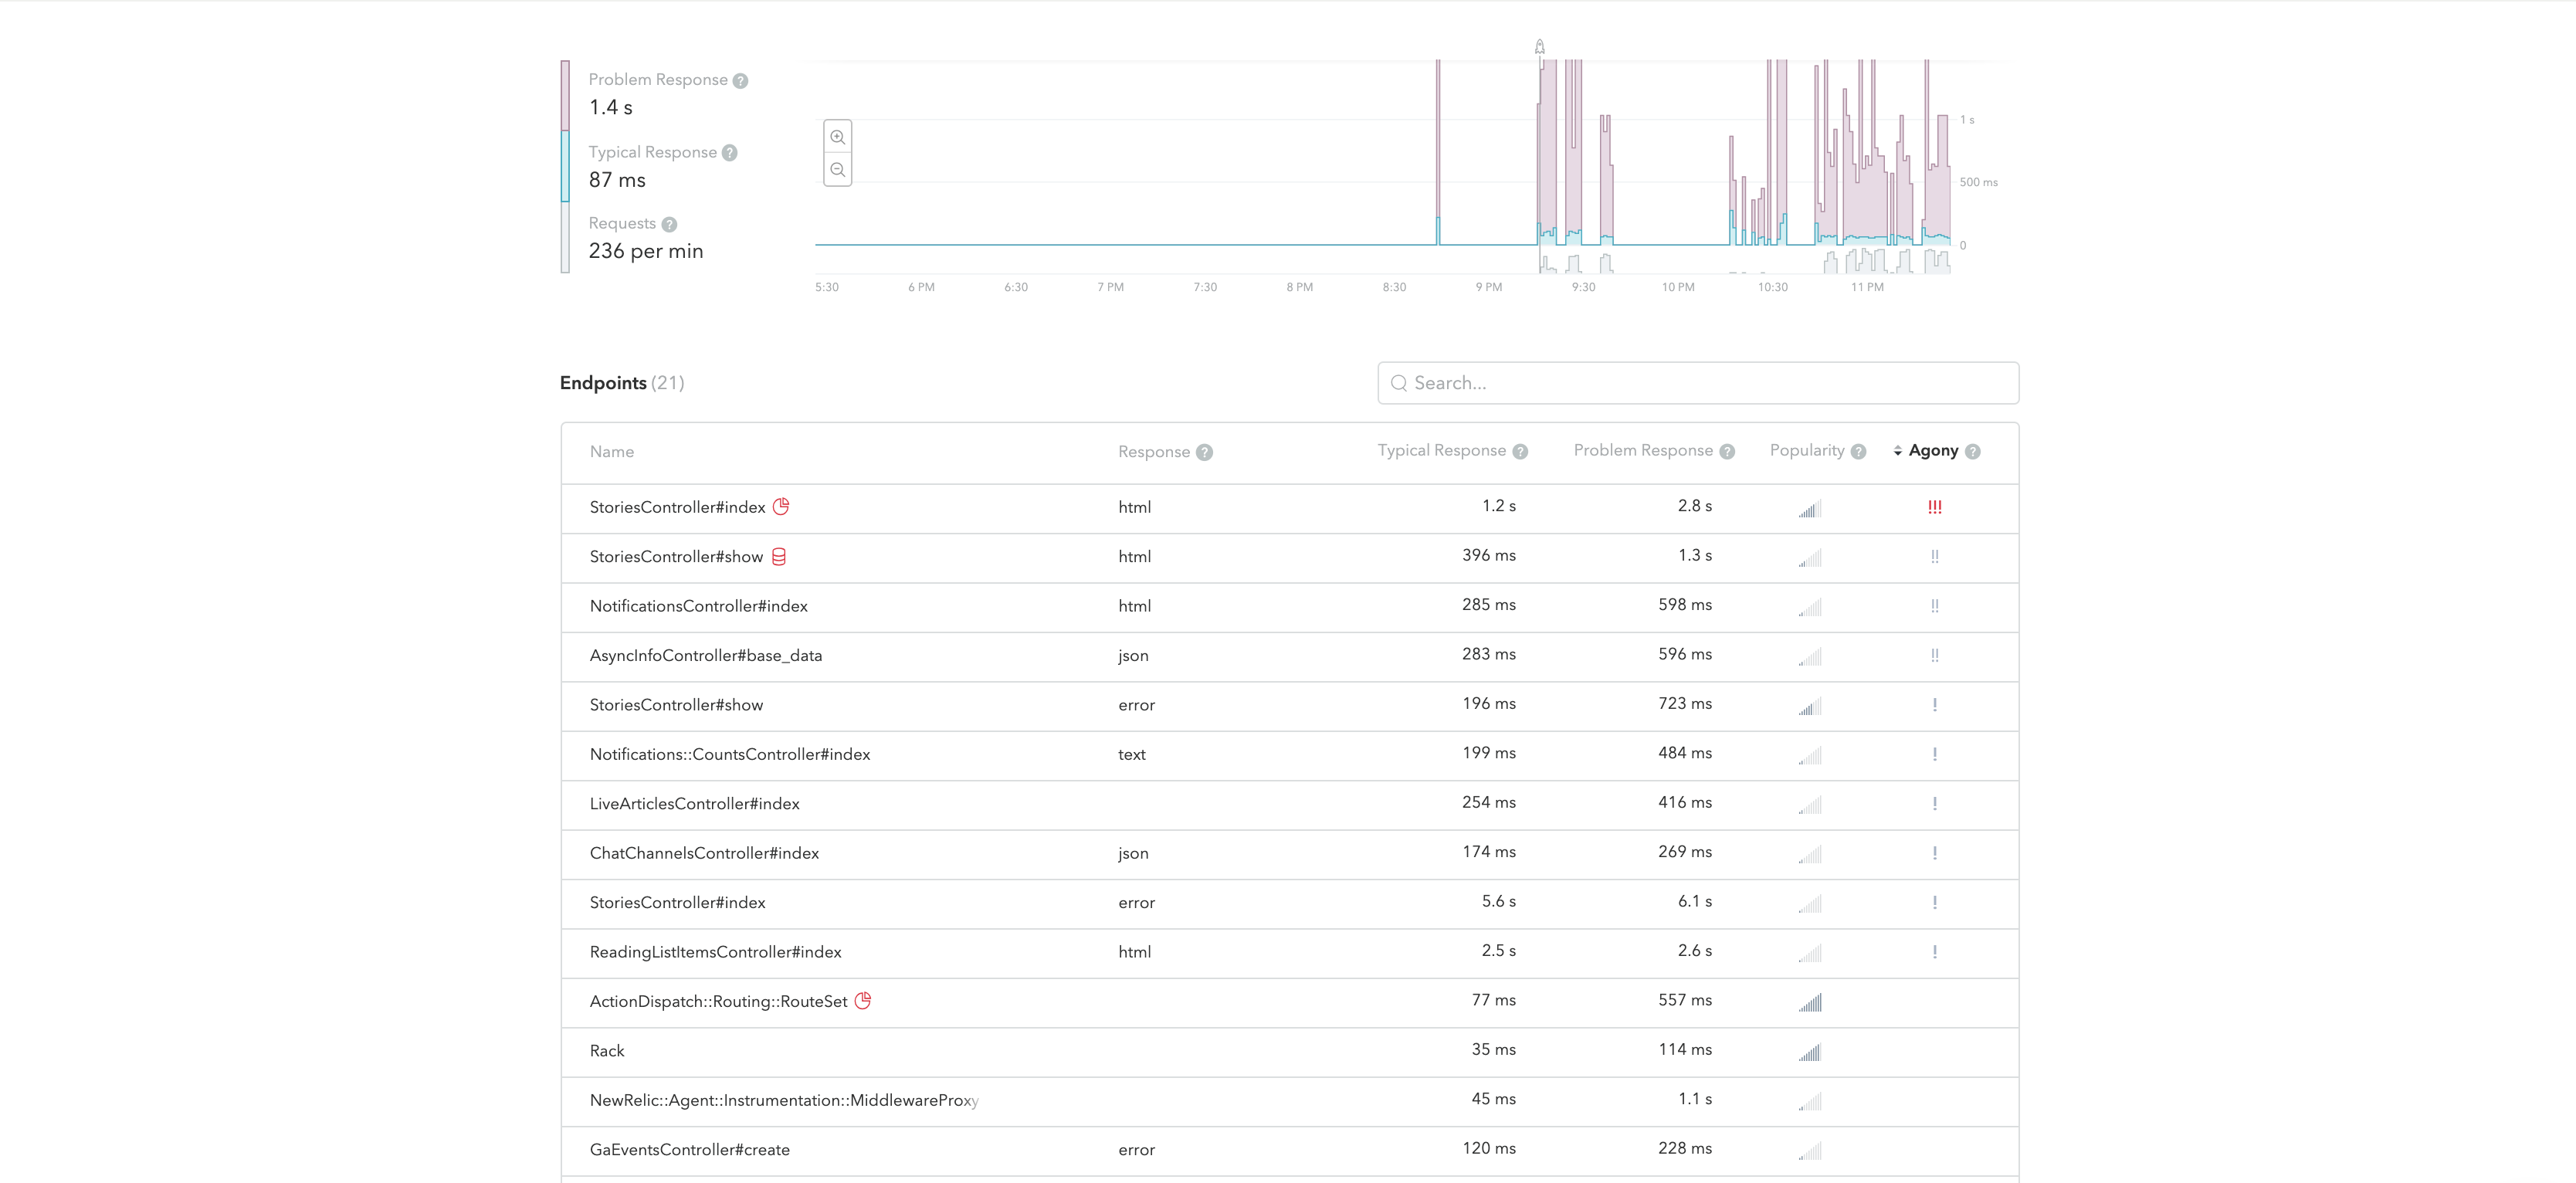 Problem Response ?
1.4 s
Typical Response ?
87 ms
Requests ?
236 per min
1 s
500 ms
0
5:30 6 PM 6:30 7 PM 7:30 8 PM 8:30 9 PM 9:30 10 PM 10:30 11 PM
Endpoints (21) Search...
Name Response ? Typical Response ? Problem Response ? Popularity ? Agony ?
StoriesController#index html 1.2 s 2.8 s !!!
StoriesController#show html 396 ms 1.3 s !!
NotificationsController#index html 285 ms 598 ms !!
AsyncInfoController#base_data json 283 ms 596 ms !!
StoriesController#show error 196 ms 723 ms !
Notifications::CountsController#index text 199 ms 484 ms !
LiveArticlesController#index 254 ms 416 ms !
ChatChannelsController#index json 174 ms 269 ms !
StoriesController#index error 5.6 s 6.1 s !
ReadingListItemsController#index html 2.5 s 2.6 s !
ActionDispatch::Routing::RouteSet 77 ms 557 ms
Rack 35 ms 114 ms
NewRelic::Agent::Instrumentation::MiddlewareProxy 45 ms 1.1 s
GaEventsController#create error 120 ms 228 ms